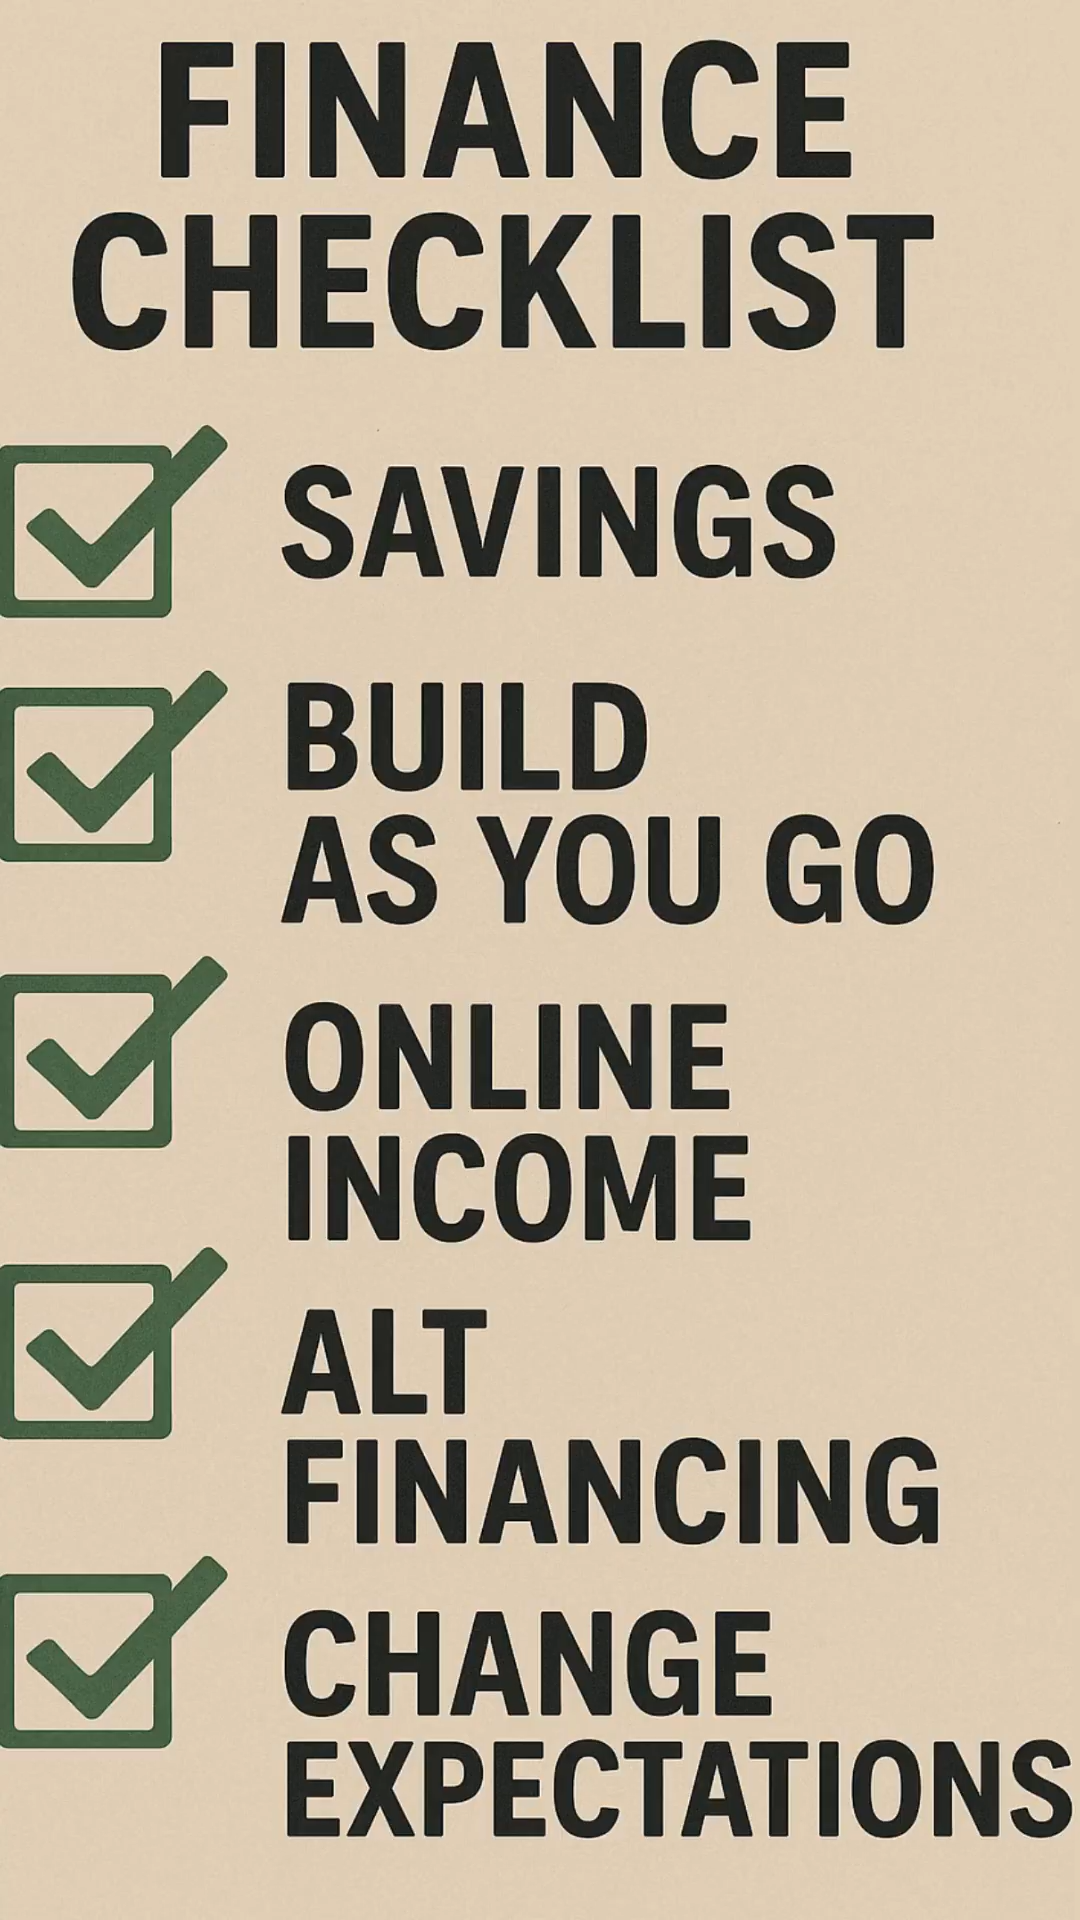 FINANCE
CHECKLIST
SAVINGS
BUILD
AS YOU GO
ONLINE
INCOME
ALT
FINANCING
CHANGE
EXPECTATIONS